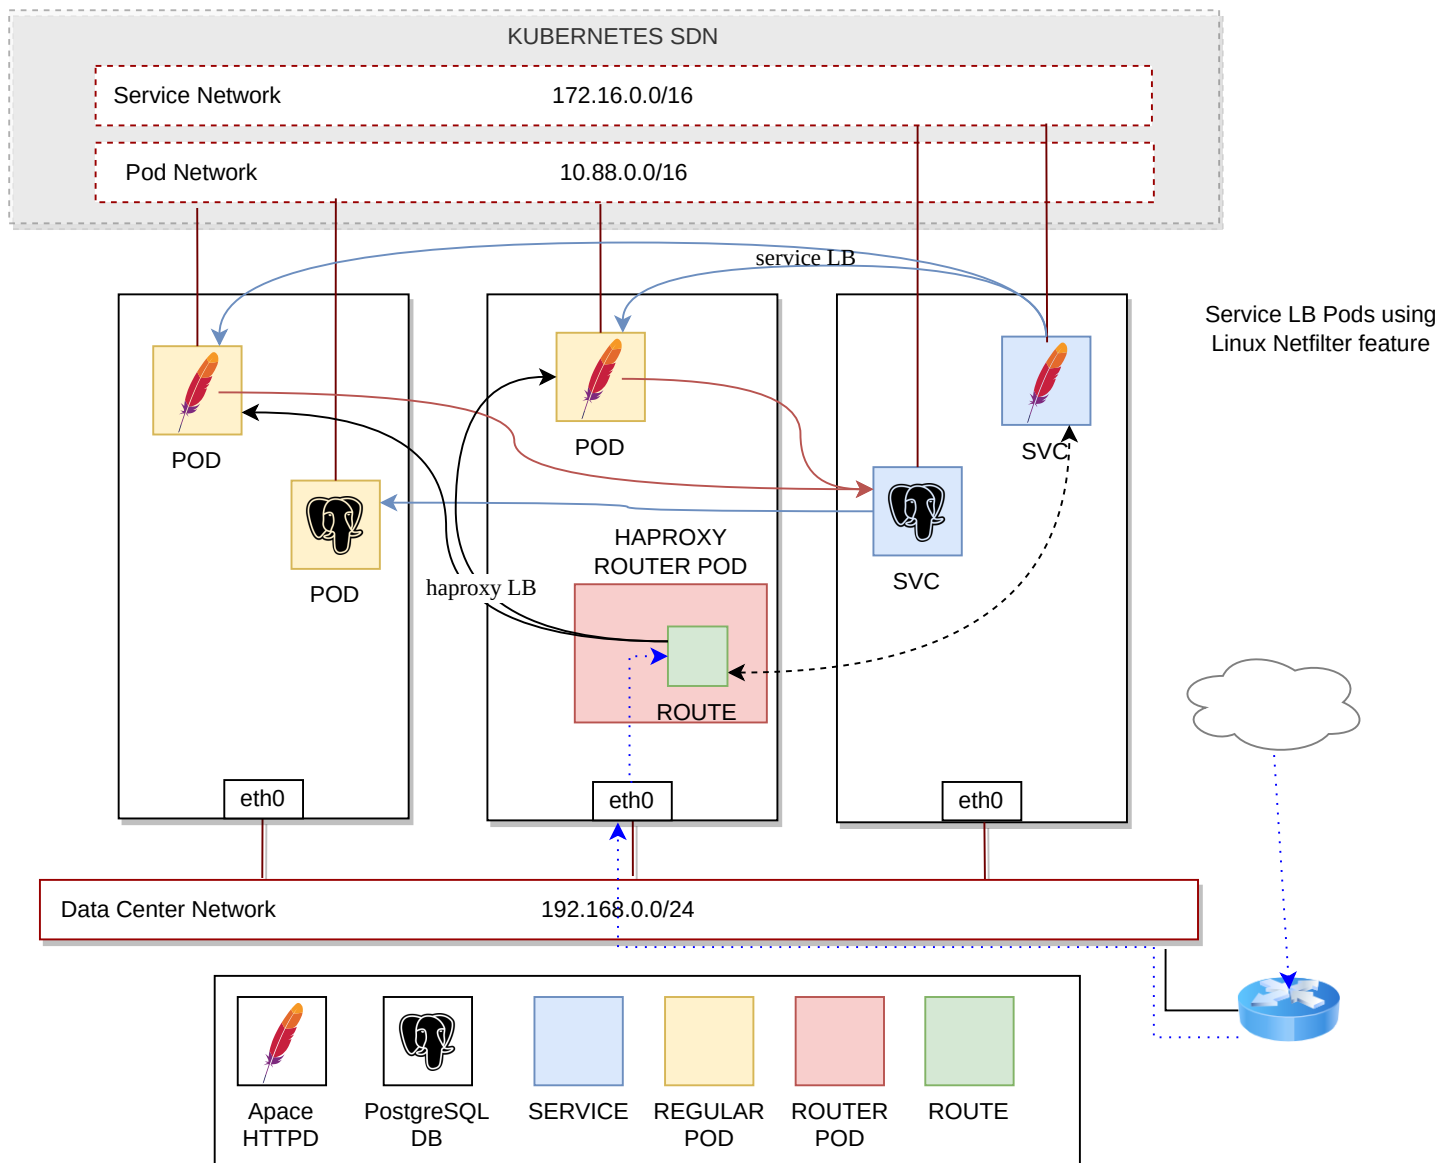 KUBERNETES SDN
Service Network 172.16.0.0/16
Pod Network 10.88.0.0/16
service LB
Service LB Pods using
Linux Netfilter feature
POD
POD
SVC
POD
HAPROXY
ROUTER POD
SVC
haproxy LB
ROUTE
eth0
eth0
eth0
Data Center Network 192.168.0.0/24
Apace
HTTPD
PostgreSQL
DB
SERVICE
REGULAR
POD
ROUTER
POD
ROUTE